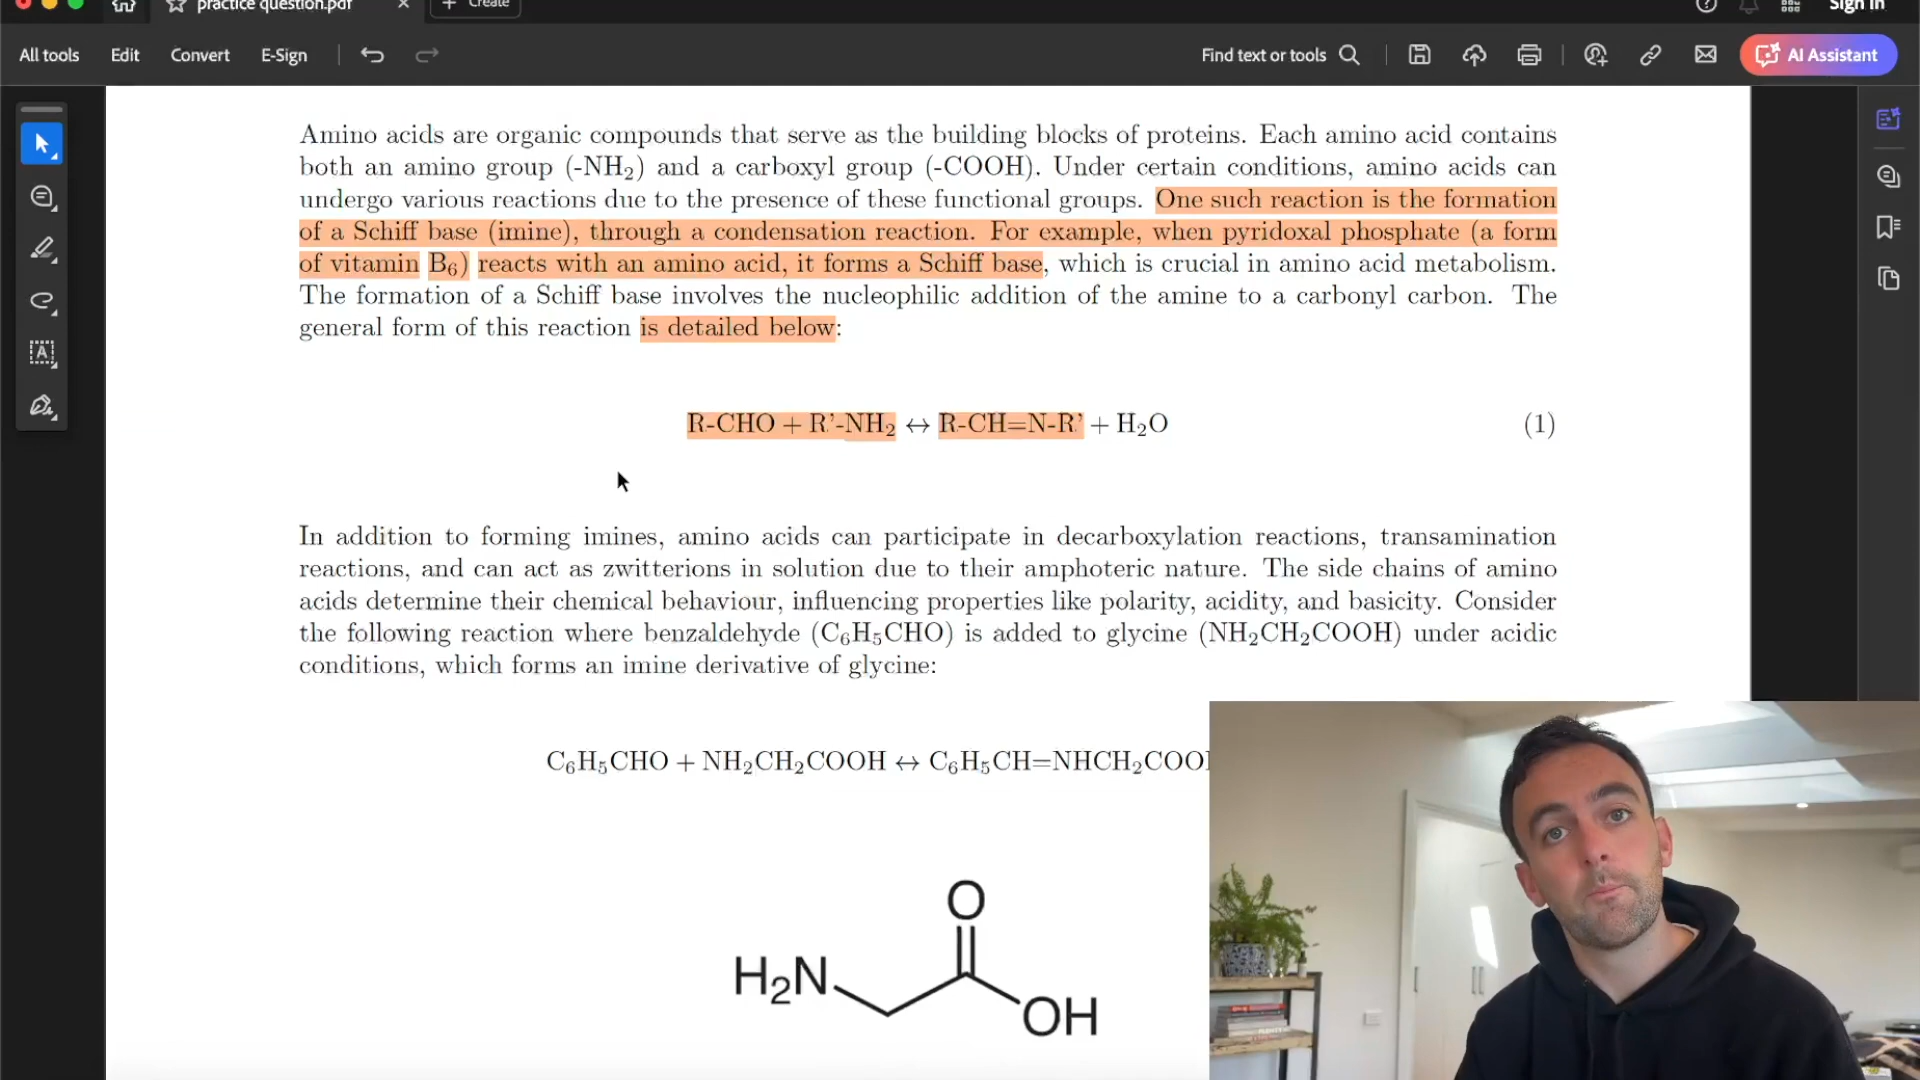 practice question.pdf
Create
Sign in
All tools
Edit
Convert
E-Sign
Find text or tools
AI Assistant
Amino acids are organic compounds that serve as the building blocks of proteins. Each amino acid contains
both an amino group (-NH₂) and a carboxyl group (-COOH). Under certain conditions, amino acids can
undergo various reactions due to the presence of these functional groups. One such reaction is the formation
of a Schiff base (imine), through a condensation reaction. For example, when pyridoxal phosphate (a form
of vitamin B₆) reacts with an amino acid, it forms a Schiff base, which is crucial in amino acid metabolism.
The formation of a Schiff base involves the nucleophilic addition of the amine to a carbonyl carbon. The
general form of this reaction is detailed below:
R-CHO + R’-NH₂ ↔ R-CH=N-R’ + H₂O (1)
In addition to forming imines, amino acids can participate in decarboxylation reactions, transamination
reactions, and can act as zwitterions in solution due to their amphoteric nature. The side chains of amino
acids determine their chemical behaviour, influencing properties like polarity, acidity, and basicity. Consider
the following reaction where benzaldehyde (C₆H₅CHO) is added to glycine (NH₂CH₂COOH) under acidic
conditions, which forms an imine derivative of glycine:
C₆H₅CHO + NH₂CH₂COOH ↔ C₆H₅CH=NHCH₂COO
O
H₂N
OH